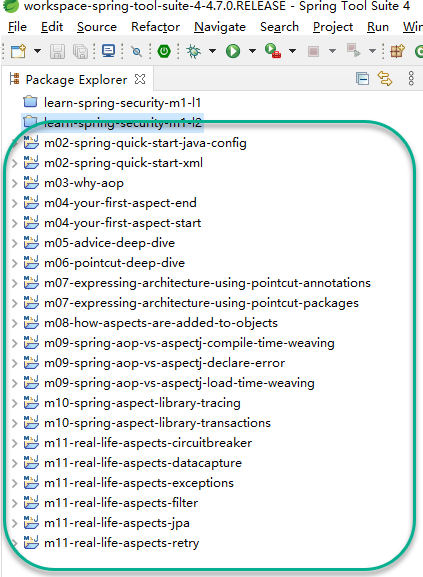 workspace-spring-tool-suite-4-4.7.0.RELEASE - Spring Tool Suite 4
File Edit Source Refactor Navigate Search Project Run Win
Package Explorer
learn-spring-security-m1-l1
learn-spring-security-m1-l2
m02-spring-quick-start-java-config
m02-spring-quick-start-xml
m03-why-aop
m04-your-first-aspect-end
m04-your-first-aspect-start
m05-advice-deep-dive
m06-pointcut-deep-dive
m07-expressing-architecture-using-pointcut-annotations
m07-expressing-architecture-using-pointcut-packages
m08-how-aspects-are-added-to-objects
m09-spring-aop-vs-aspectj-compile-time-weaving
m09-spring-aop-vs-aspectj-declare-error
m09-spring-aop-vs-aspectj-load-time-weaving
m10-spring-aspect-library-tracing
m10-spring-aspect-library-transactions
m11-real-life-aspects-circuitbreaker
m11-real-life-aspects-datacapture
m11-real-life-aspects-exceptions
m11-real-life-aspects-filter
m11-real-life-aspects-jpa
m11-real-life-aspects-retry